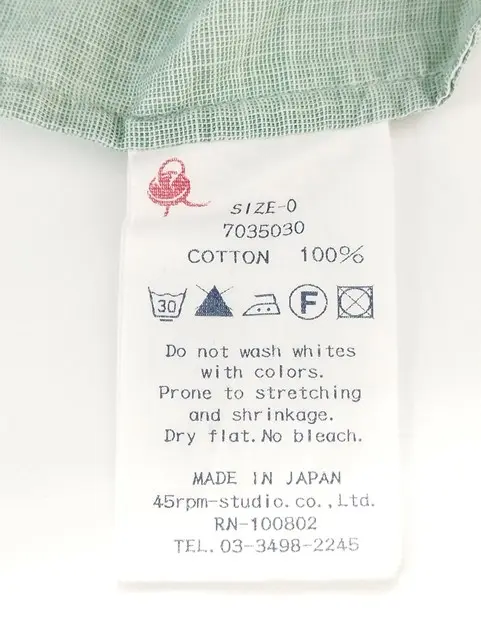 SIZE-0
7035030
COTTON 100%
30 F
Do not wash whites
with colors.
Prone to stretching
and shrinkage.
Dry flat. No bleach.
MADE IN JAPAN
45rpm-studio.co.,Ltd.
RN-100802
TEL. 03-3498-2245